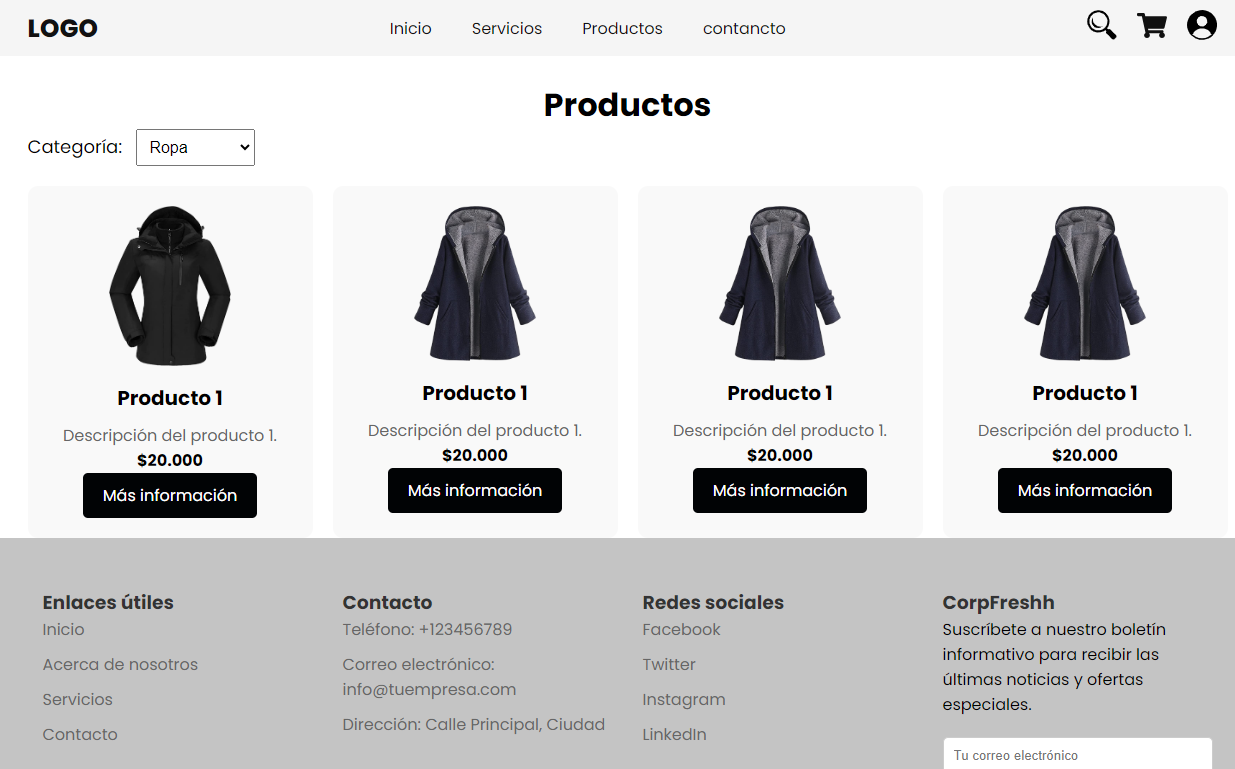 LOGO
Inicio Servicios Productos contancto
Productos
Categoría: Ropa
Producto 1
Descripción del producto 1.
$20.000
Más información
Producto 1
Descripción del producto 1.
$20.000
Más información
Producto 1
Descripción del producto 1.
$20.000
Más información
Producto 1
Descripción del producto 1.
$20.000
Más información
Enlaces útiles
Inicio
Acerca de nosotros
Servicios
Contacto
Contacto
Teléfono: +123456789
Correo electrónico:
info@tuempresa.com
Dirección: Calle Principal, Ciudad
Redes sociales
Facebook
Twitter
Instagram
LinkedIn
CorpFreshh
Suscríbete a nuestro boletín
informativo para recibir las
últimas noticias y ofertas
especiales.
Tu correo electrónico